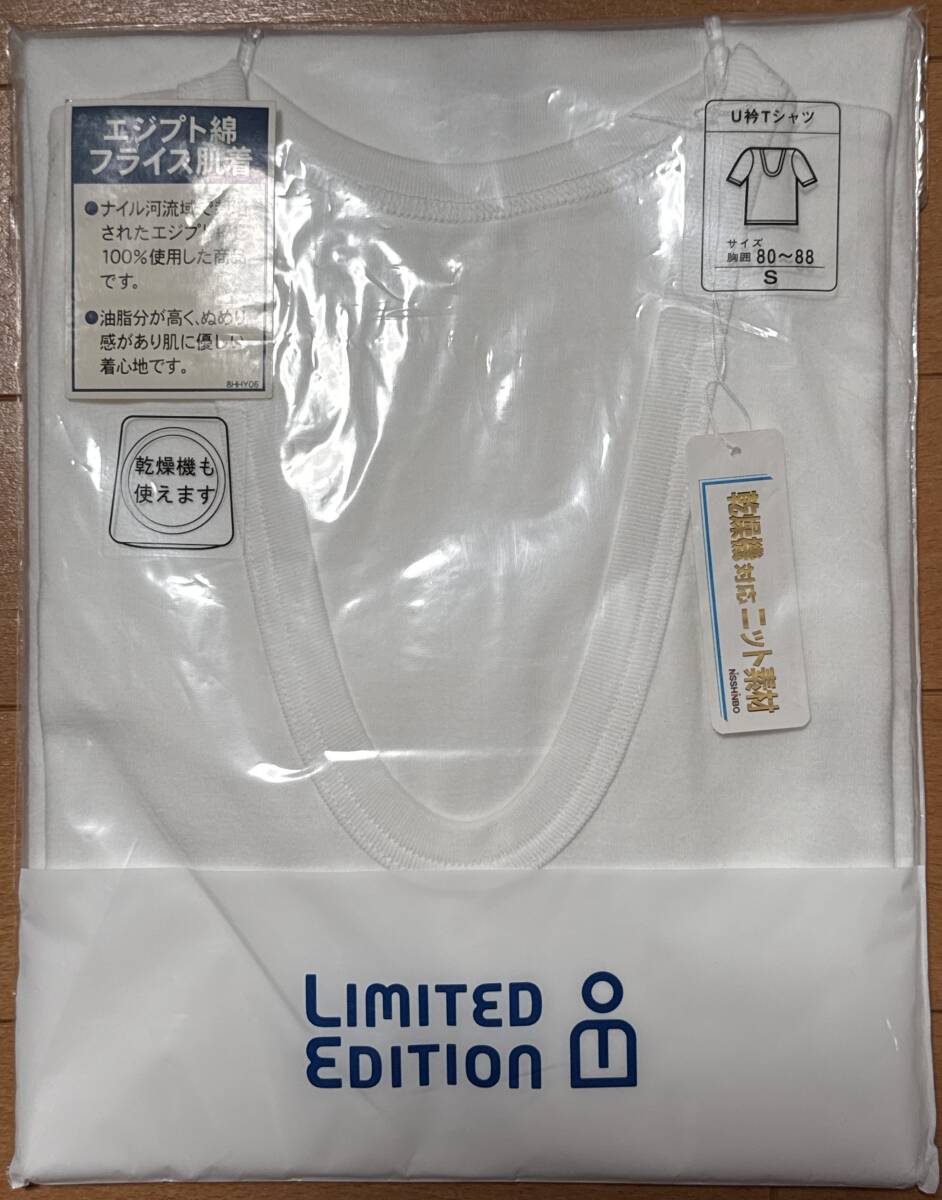 エジプト綿
フライス肌着
●ナイル河流域で
されたエジプト
100%使用した商品
です。
●油脂分が高く、ぬめり
感があり肌に優しい
着心地です。
8HHY06
乾燥機も
使えます
U衿Tシャツ
サイズ
胸囲 80〜88
S
乾燥機対応ニット素材
NISSHINBO
LIMITED
EDITION